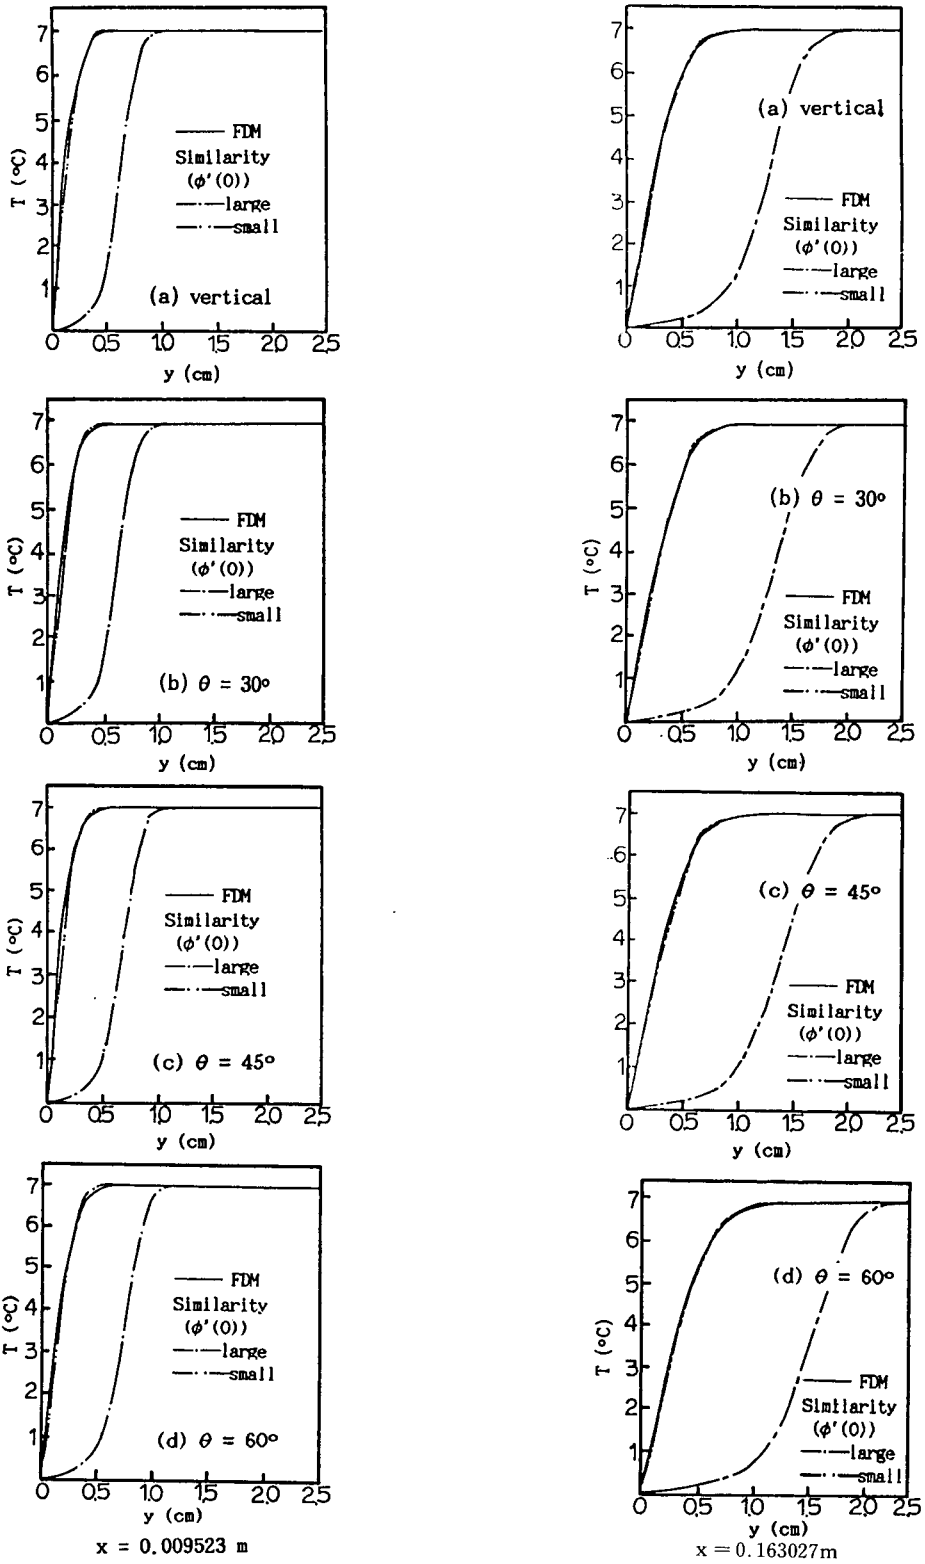 7
6
5
4
3
2
1
T (°C)
FDM
Similarity
(φ'(0))
large
small
(a) vertical
0 0.5 1.0 1.5 2.0 2.5
y (cm)
7
6
5
4
3
2
1
T (°C)
FDM
Similarity
(φ'(0))
large
small
(b) θ = 30°
0 0.5 1.0 1.5 2.0 2.5
y (cm)
7
6
5
4
3
2
1
T (°C)
FDM
Similarity
(φ'(0))
large
small
(c) θ = 45°
0 0.5 1.0 1.5 2.0 2.5
y (cm)
7
6
5
4
3
2
1
T (°C)
FDM
Similarity
(φ'(0))
large
small
(d) θ = 60°
0 0.5 1.0 1.5 2.0 2.5
y (cm)
x = 0.009523 m
7
6
5
4
3
2
1
T (°C)
(a) vertical
FDM
Similarity
(φ'(0))
large
small
0 0.5 1.0 1.5 2.0 2.5
y (cm)
7
6
5
4
3
2
1
T (°C)
(b) θ = 30°
FDM
Similarity
(φ'(0))
large
small
0 0.5 1.0 1.5 2.0 2.5
y (cm)
7
6
5
4
3
2
1
T (°C)
(c) θ = 45°
FDM
Similarity
(φ'(0))
large
small
0 0.5 1.0 1.5 2.0 2.5
y (cm)
7
6
5
4
3
2
1
T (°C)
(d) θ = 60°
FDM
Similarity
(φ'(0))
large
small
0 0.5 1.0 1.5 2.0 2.5
y (cm)
x = 0.163027m